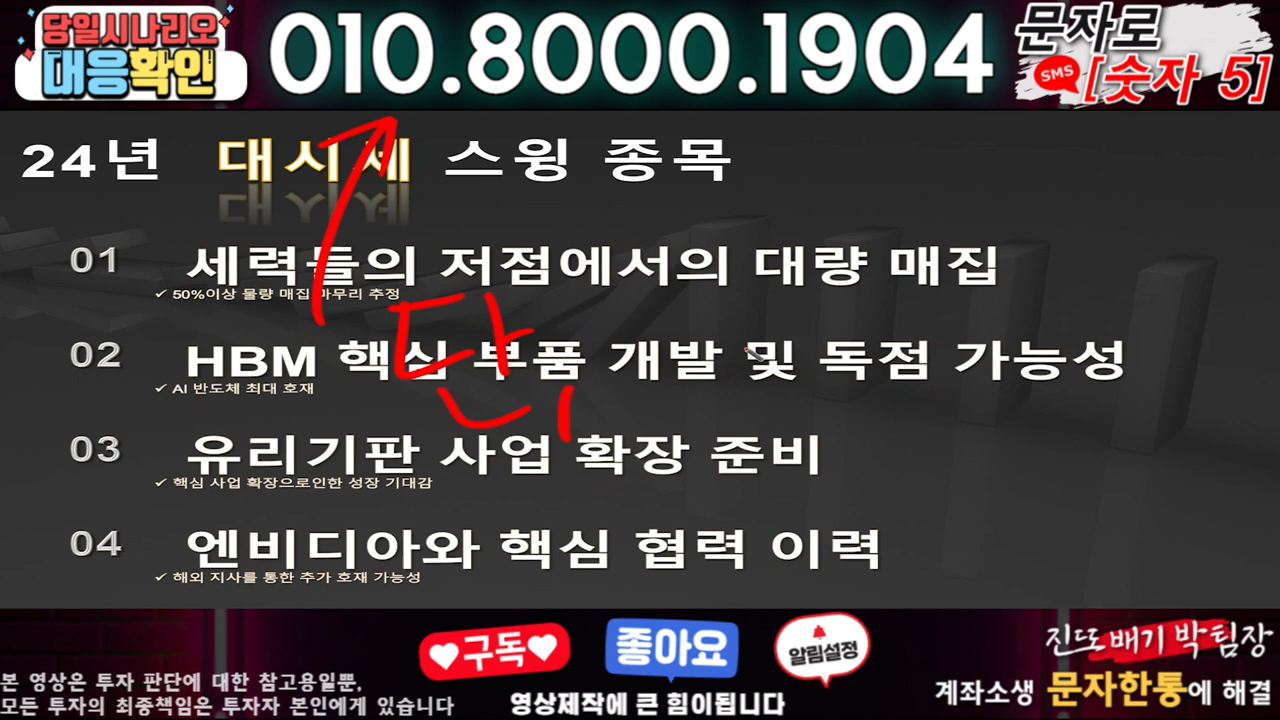 당일시나리오
대응확인
010.8000.1904
문자로
SMS
[숫자 5]
24년 대시세 스윙 종목
01 세력들의 저점에서의 대량 매집
✓ 50%이상 물량 매집 마무리 추정
단
02 HBM 핵심 부품 개발 및 독점 가능성
✓ AI 반도체 최대 호재
03 유리기판 사업 확장 준비
✓ 핵심 사업 확장으로인한 성장 기대감
04 엔비디아와 핵심 협력 이력
✓ 해외 지사를 통한 추가 호재 가능성
구독
좋아요
알림설정
영상제작에 큰 힘이됩니다
본 영상은 투자 판단에 대한 참고용일뿐,
모든 투자의 최종책임은 투자자 본인에게 있습니다
진또배기 박팀장
계좌소생 문자한통에 해결